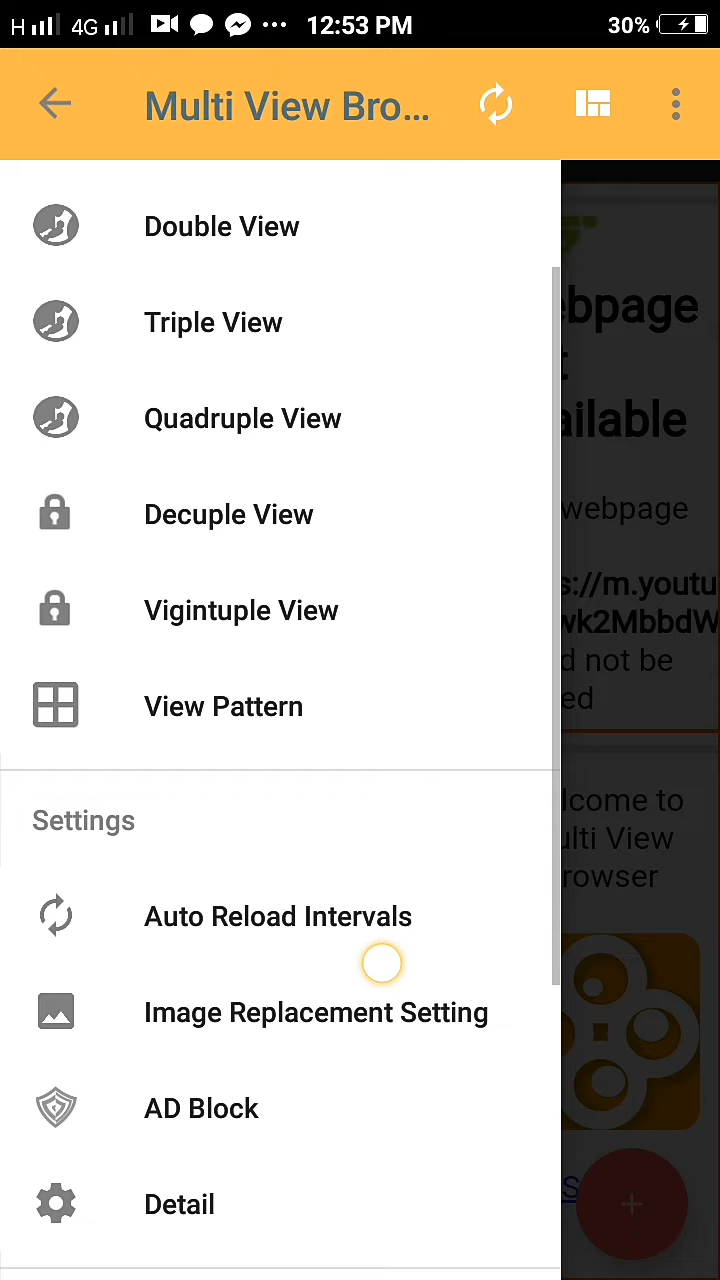 H 4G 12:53 PM 30%
Multi View Bro...
Double View
Triple View
Quadruple View
Decuple View
Vigintuple View
View Pattern
Settings
Auto Reload Intervals
Image Replacement Setting
AD Block
Detail
ebpage
ailable
webpage
s://m.youtu
wk2MbbdW
d not be
ed
lcome to
ulti View
rowser
S
+